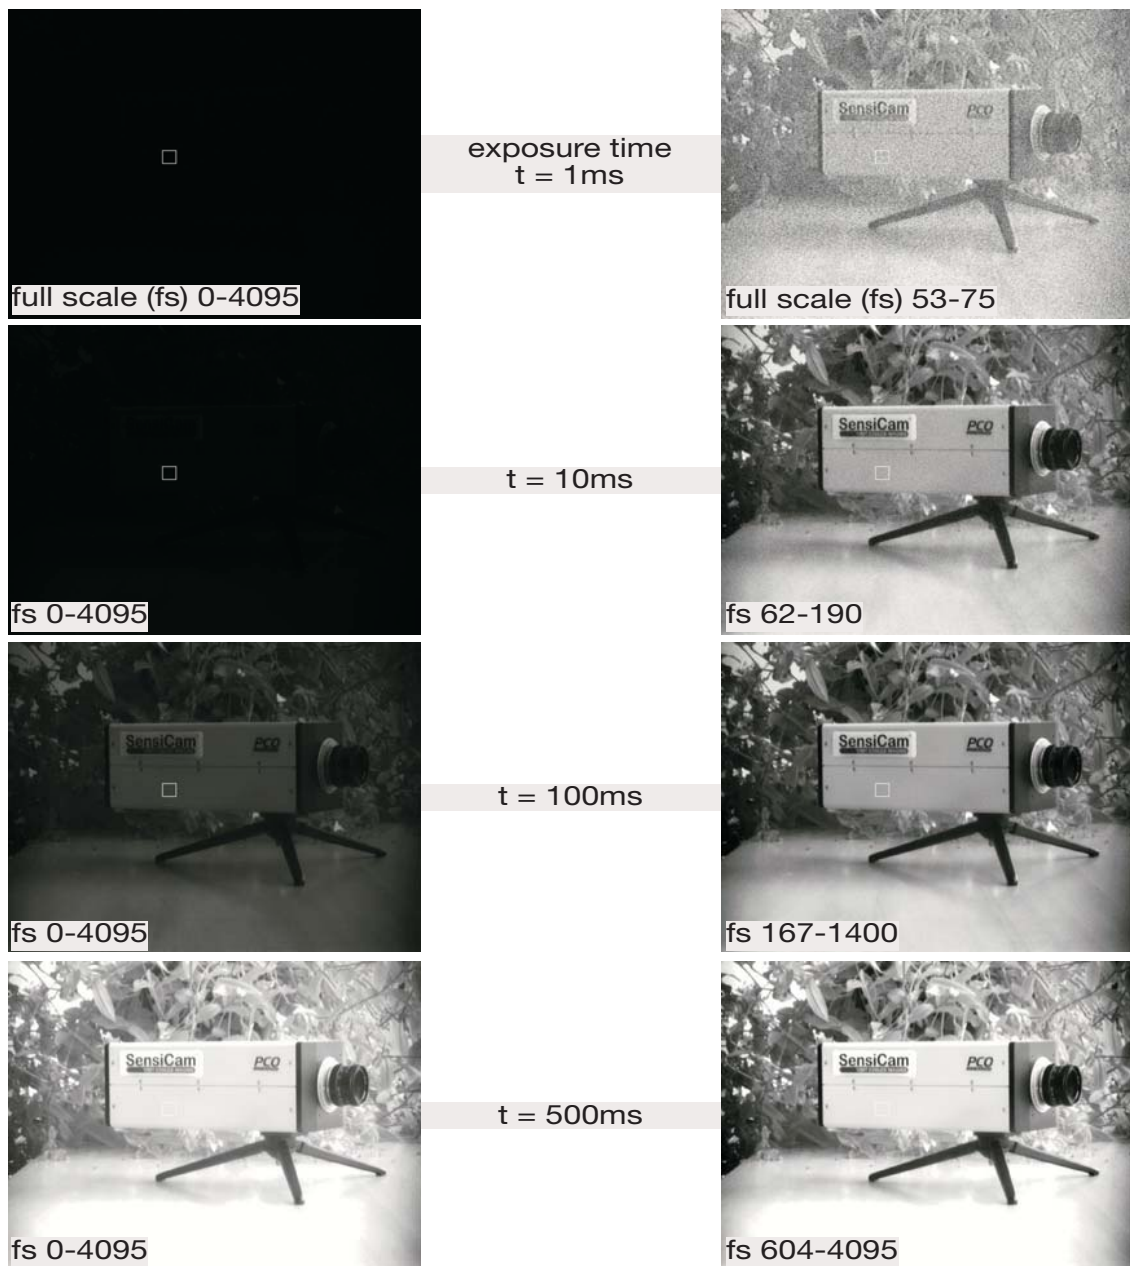 exposure time
t = 1ms
SensiCam
PCO
full scale (fs) 0-4095
full scale (fs) 53-75
SensiCam
PCO
t = 10ms
fs 0-4095
fs 62-190
SensiCam
PCO
SensiCam
PCO
t = 100ms
fs 0-4095
fs 167-1400
SensiCam
PCO
SensiCam
PCO
t = 500ms
fs 0-4095
fs 604-4095